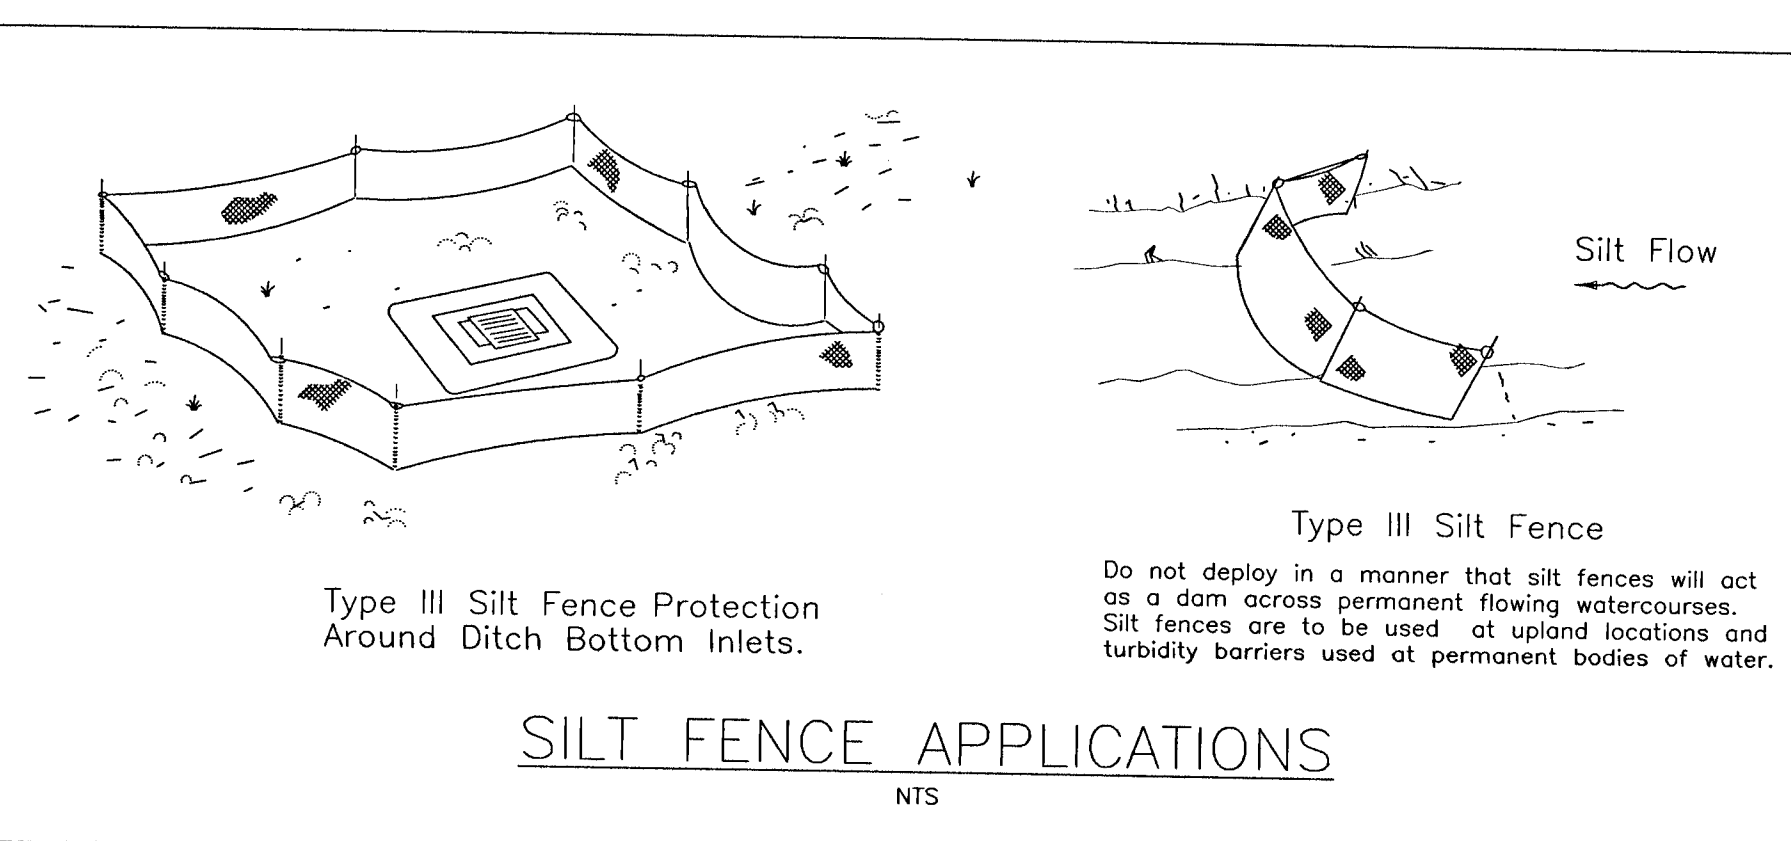 Silt Flow
Type III Silt Fence
Do not deploy in a manner that silt fences will act
as a dam across permanent flowing watercourses.
Silt fences are to be used at upland locations and
turbidity barriers used at permanent bodies of water.
Type III Silt Fence Protection
Around Ditch Bottom Inlets.
SILT FENCE APPLICATIONS
NTS